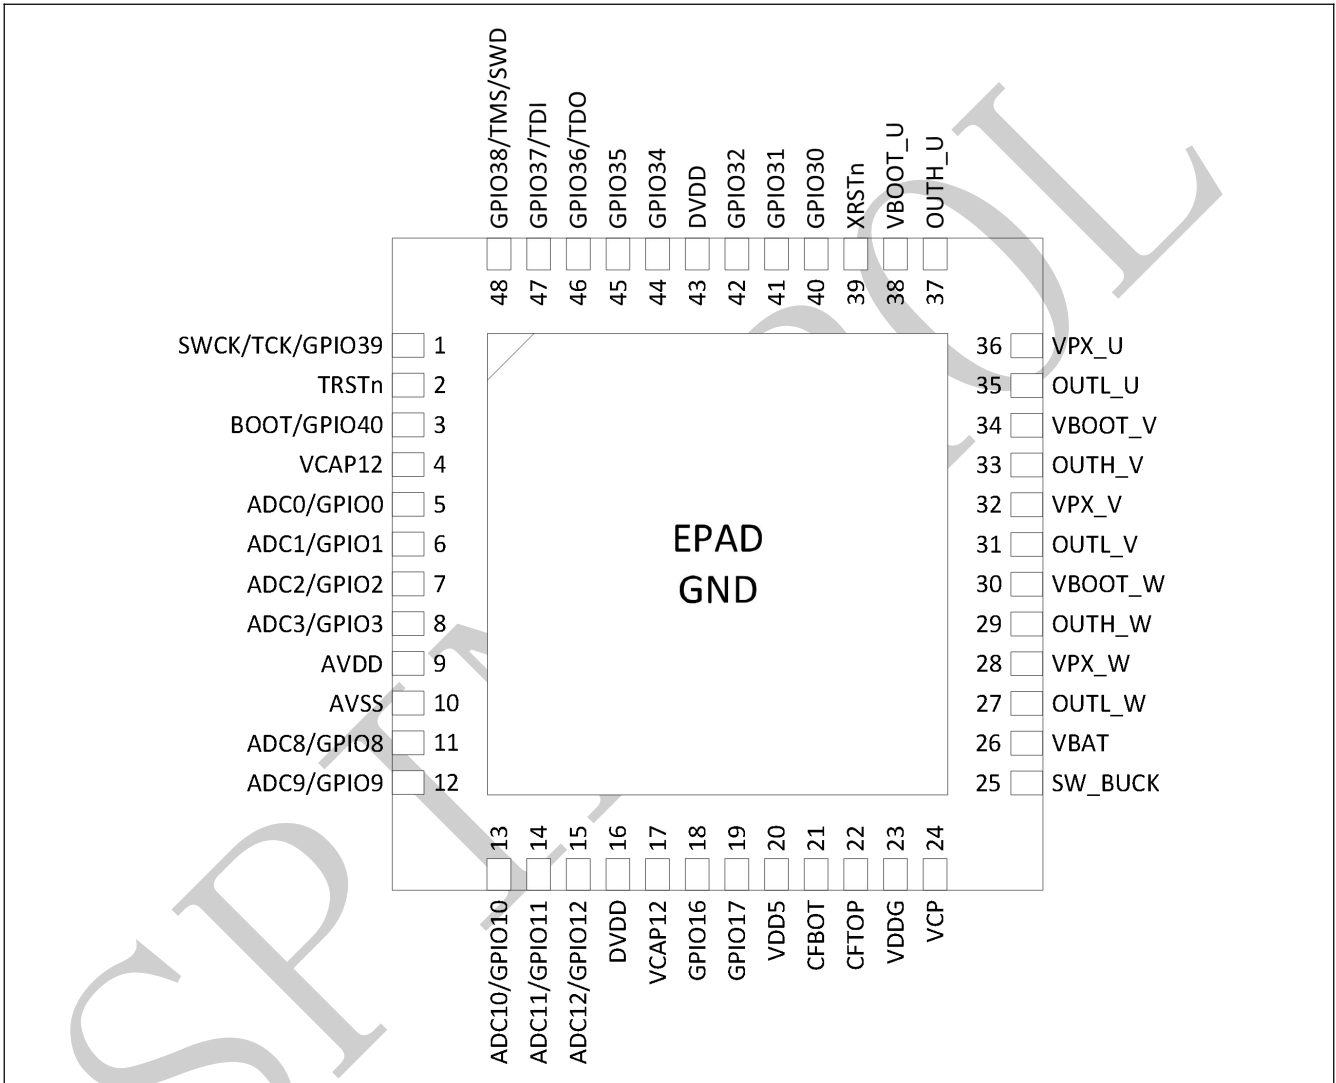 GPIO38/TMS/SWD
GPIO37/TDI
GPIO36/TDO
GPIO35
GPIO34
DVDD
GPIO32
GPIO31
GPIO30
XRSTn
VBOOT_U
OUTH_U
48
47
46
45
44
43
42
41
40
39
38
37
SWCK/TCK/GPIO39 1
TRSTn 2
BOOT/GPIO40 3
VCAP12 4
ADC0/GPIO0 5
ADC1/GPIO1 6
ADC2/GPIO2 7
ADC3/GPIO3 8
AVDD 9
AVSS 10
ADC8/GPIO8 11
ADC9/GPIO9 12
EPAD
GND
36 VPX_U
35 OUTL_U
34 VBOOT_V
33 OUTH_V
32 VPX_V
31 OUTL_V
30 VBOOT_W
29 OUTH_W
28 VPX_W
27 OUTL_W
26 VBAT
25 SW_BUCK
13
14
15
16
17
18
19
20
21
22
23
24
ADC10/GPIO10
ADC11/GPIO11
ADC12/GPIO12
DVDD
VCAP12
GPIO16
GPIO17
VDD5
CFBOT
CFTOP
VDDG
VCP